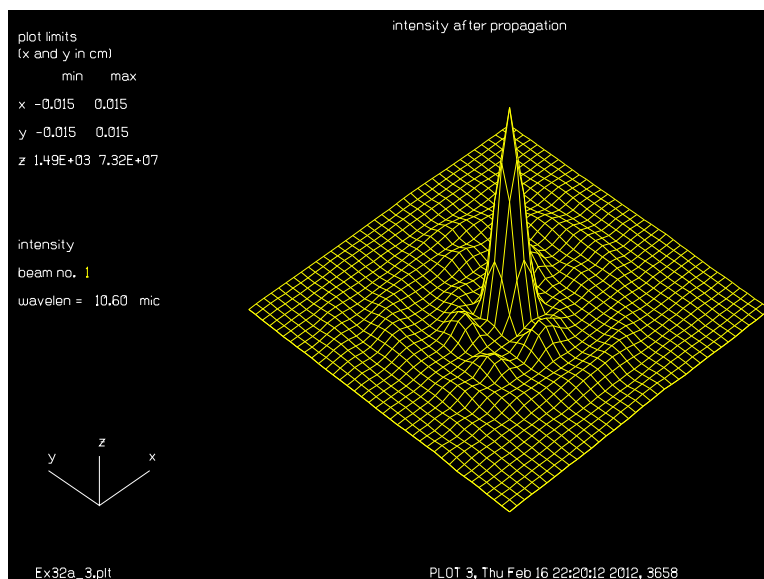 intensity after propagation
plot limits
(x and y in cm)
min max
x -0.015 0.015
y -0.015 0.015
z 1.49E+03 7.32E+07
intensity
beam no. 1
wavelen = 10.60 mic
z
y x
Ex32a_3.plt
PLOT 3, Thu Feb 16 22:20:12 2012, 3658